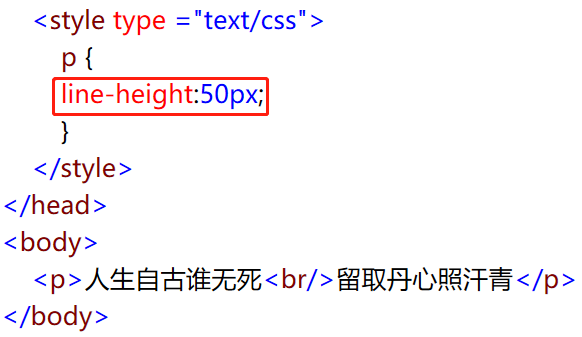 <style type ="text/css">
p {
line-height:50px;
}
</style>
</head>
<body>
<p>人生自古谁无死<br/>留取丹心照汗青</p>
</body>